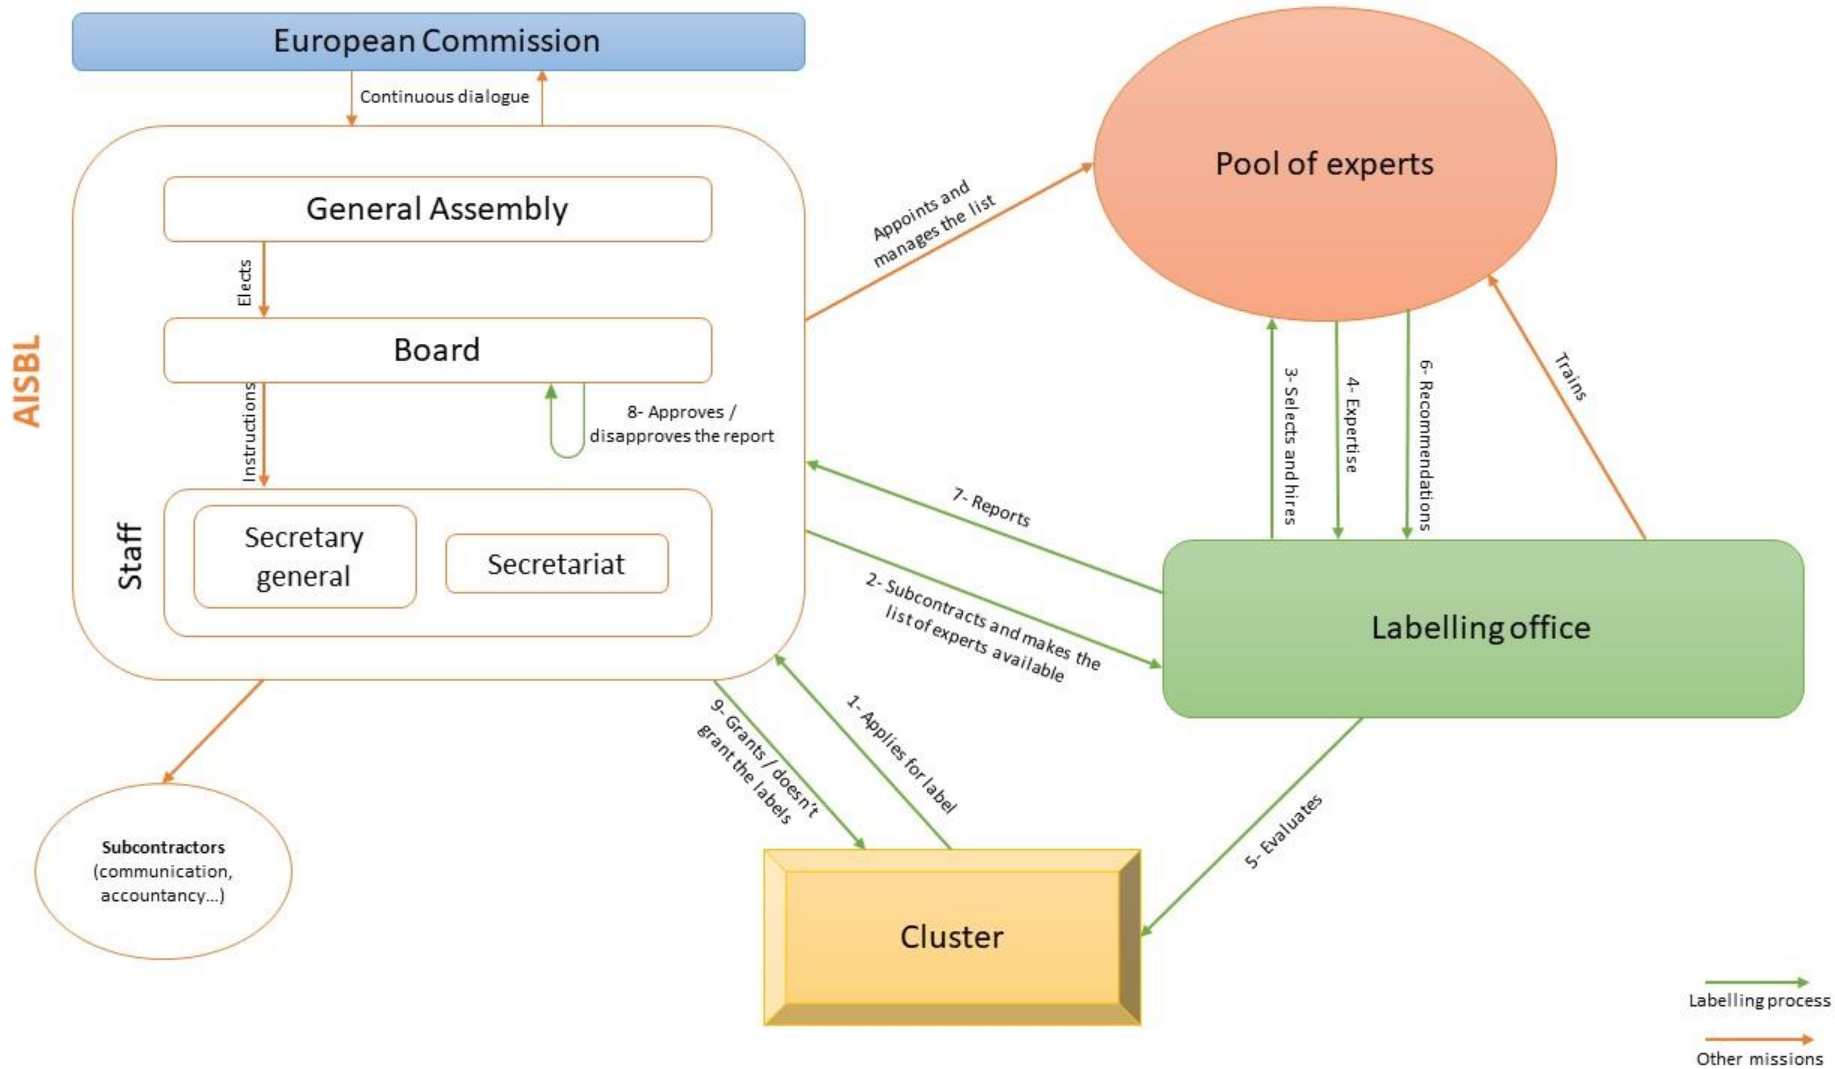 European Commission
Continuous dialogue
AISBL
General Assembly
Elects
Board
Instructions
8- Approves /
disapproves the report
Staff
Secretary
general
Secretariat
Subcontractors
(communication,
accountancy...)
Appoints and
manages the list
Pool of experts
3- Selects and hires
4- Expertise
6- Recommendations
Trains
7- Reports
2- Subcontracts and makes the
list of experts available
Labelling office
9- Grants / doesn't
grant the labels
1- Applies for label
5- Evaluates
Cluster
Labelling process
Other missions